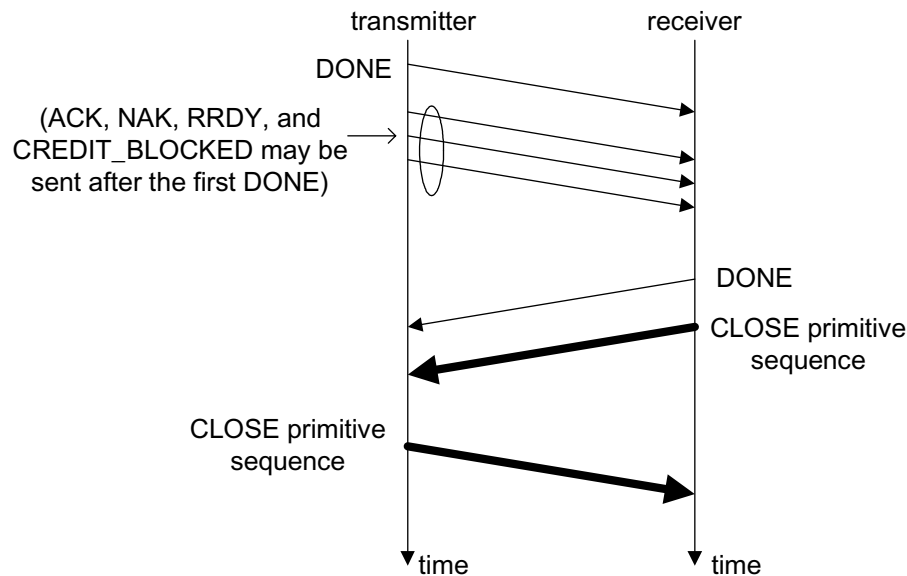 transmitter
receiver
DONE
(ACK, NAK, RRDY, and
CREDIT_BLOCKED may be
sent after the first DONE)
DONE
CLOSE primitive
sequence
CLOSE primitive
sequence
time
time